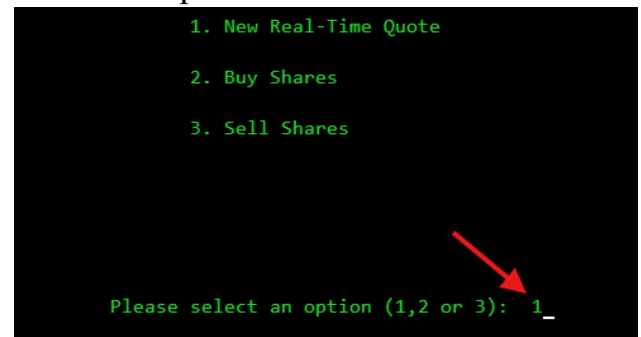 1. New Real-Time Quote
2. Buy Shares
3. Sell Shares
Please select an option (1,2 or 3):  1_